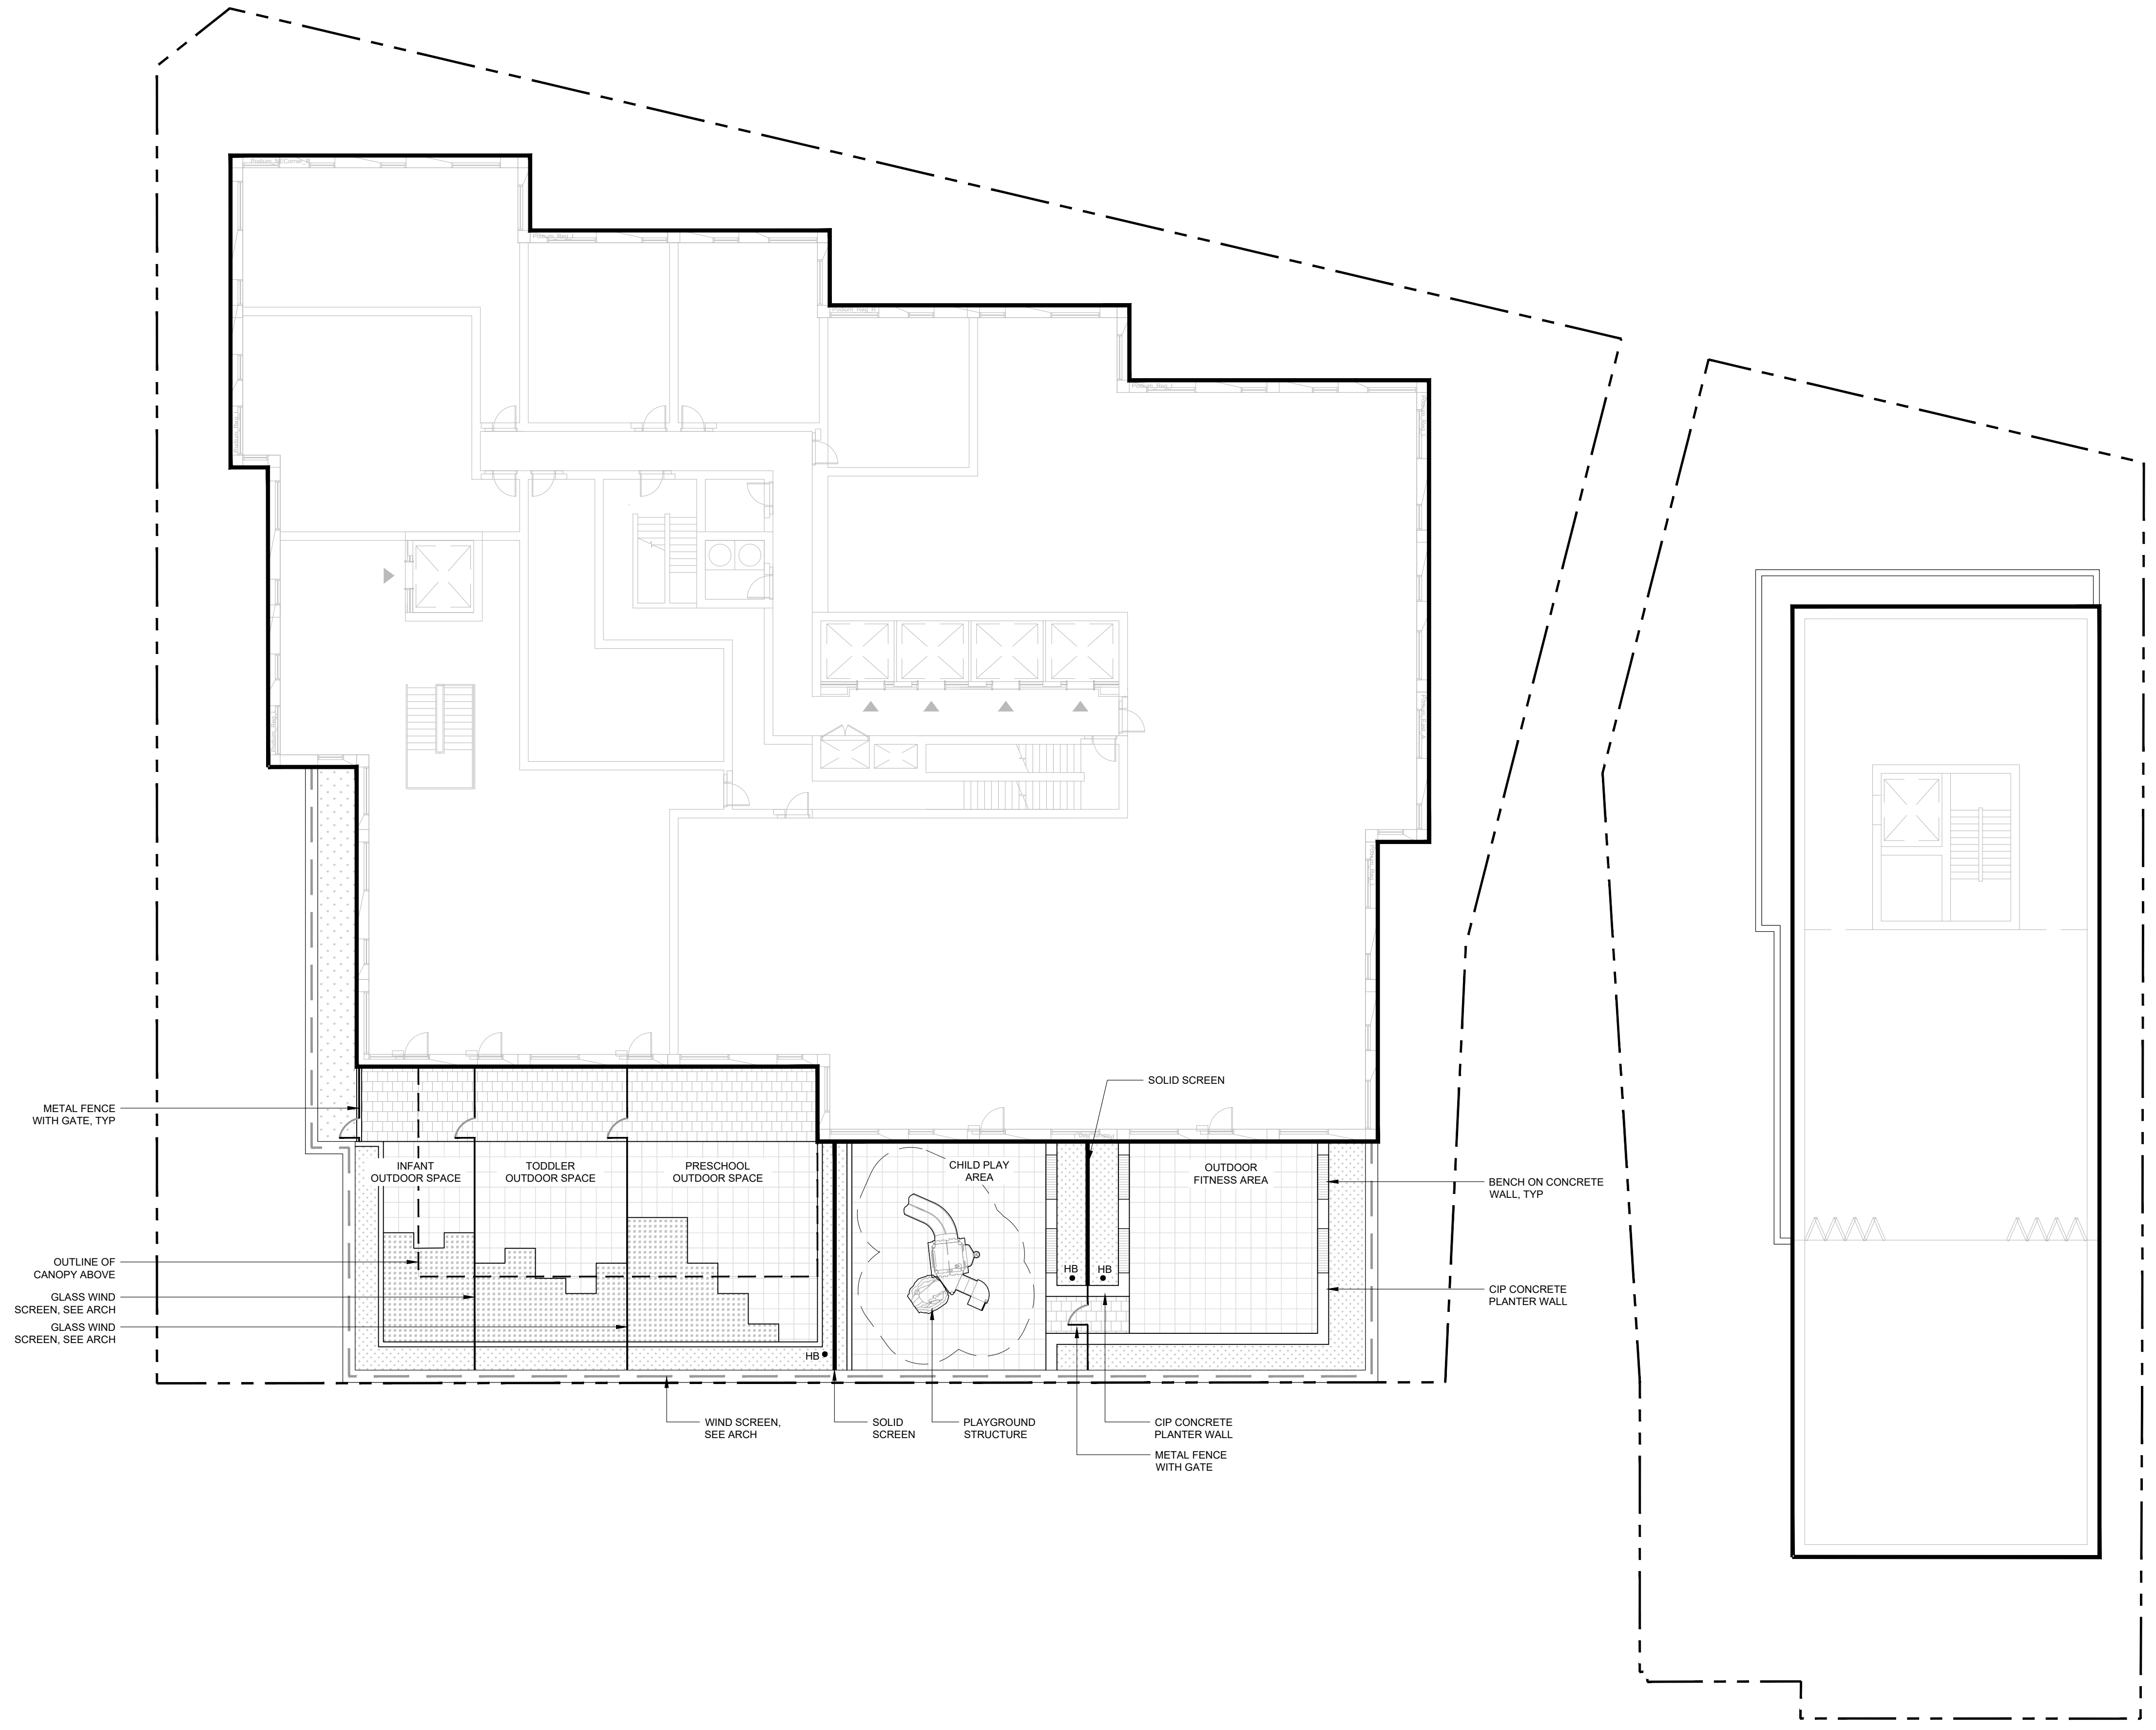 Podium_Reg_I
Podium_Reg_H
Podium_Reg_I
SOLID SCREEN
METAL FENCE
WITH GATE, TYP
INFANT
OUTDOOR SPACE
TODDLER
OUTDOOR SPACE
PRESCHOOL
OUTDOOR SPACE
CHILD PLAY
AREA
OUTDOOR
FITNESS AREA
BENCH ON CONCRETE
WALL, TYP
OUTLINE OF
CANOPY ABOVE
HB
HB
CIP CONCRETE
PLANTER WALL
GLASS WIND
SCREEN, SEE ARCH
GLASS WIND
SCREEN, SEE ARCH
HB
WIND SCREEN,
SEE ARCH
SOLID
SCREEN
PLAYGROUND
STRUCTURE
CIP CONCRETE
PLANTER WALL
METAL FENCE
WITH GATE